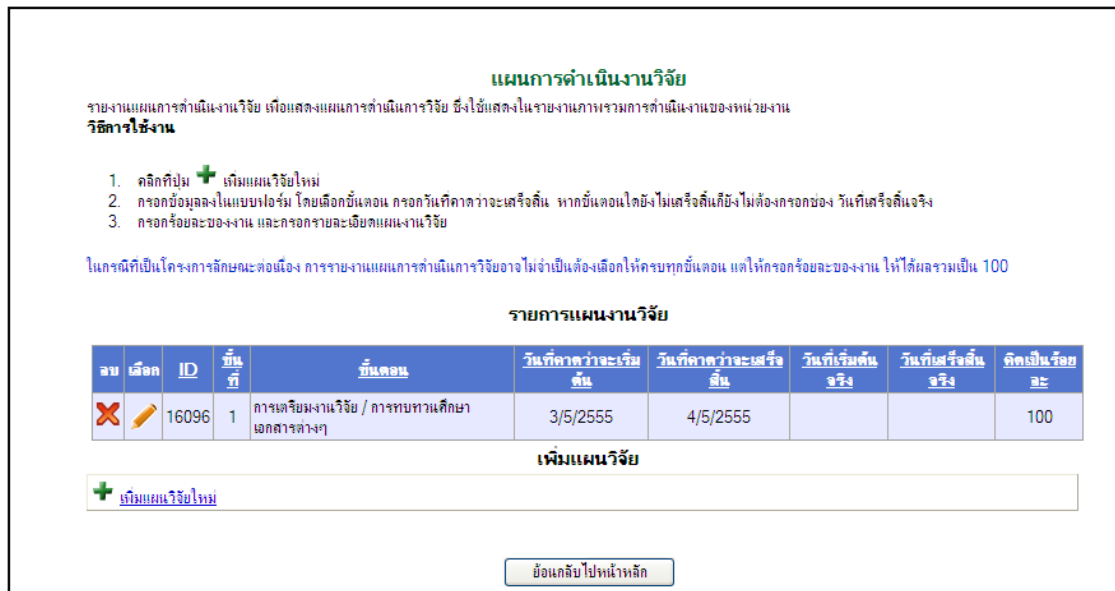 แผนการดำเนินงานวิจัย
รายงานแผนการดำเนินงานวิจัย เพื่อแสดงแผนการดำเนินการวิจัย ซึ่งใช้แสดงในรายงานภาพรวมการดำเนินงานของหน่วยงาน
วิธีการใช้งาน
1. คลิกที่ปุ่ม เพิ่มแผนวิจัยใหม่
2. กรอกข้อมูลลงในแบบฟอร์ม โดยเลือกขั้นตอน กรอกวันที่คาดว่าจะเสร็จสิ้น หากขั้นตอนใดยังไม่เสร็จสิ้นก็ยังไม่ต้องกรอกช่อง วันที่เสร็จสิ้นจริง
3. กรอกร้อยละของงาน และกรอกรายละเอียดแผนงานวิจัย
ในกรณีที่เป็นโครงการลักษณะต่อเนื่อง การรายงานแผนการดำเนินการวิจัยอาจไม่จำเป็นต้องเลือกให้ครบทุกขั้นตอน แต่ให้กรอกร้อยละของงาน ให้ได้ผลรวมเป็น 100
รายการแผนงานวิจัย
ลบ เลือก ID ขั้นที่ ขั้นตอน วันที่คาดว่าจะเริ่มต้น วันที่คาดว่าจะเสร็จสิ้น วันที่เริ่มต้นจริง วันที่เสร็จสิ้นจริง คิดเป็นร้อยละ
16096 1 การเตรียมงานวิจัย / การทบทวนศึกษา
เอกสารต่างๆ 3/5/2555 4/5/2555 100
เพิ่มแผนวิจัย
เพิ่มแผนวิจัยใหม่
ย้อนกลับไปหน้าหลัก